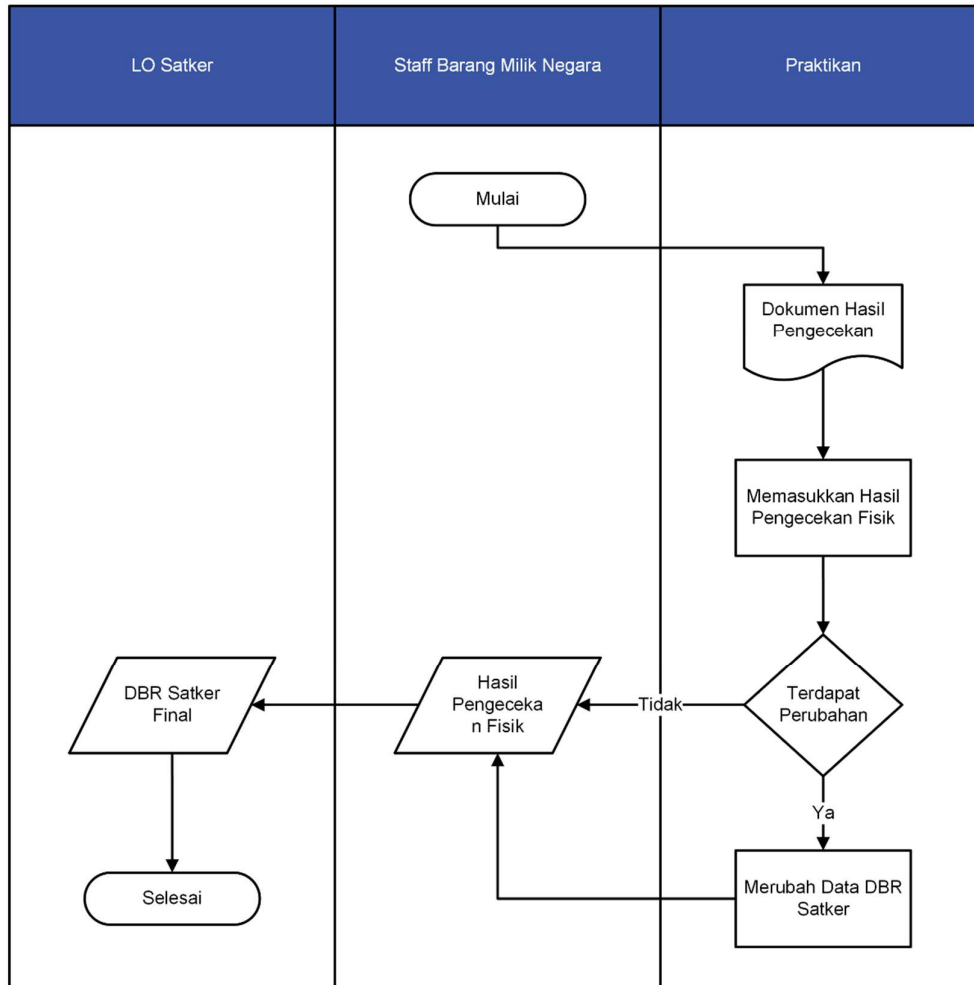 LO Satker
Staff Barang Milik Negara
Praktikan
Mulai
Dokumen Hasil
Pengecekan
Memasukkan Hasil
Pengecekan Fisik
Terdapat
Perubahan
Tidak
Hasil
Pengeceka
n Fisik
DBR Satker
Final
Ya
Merubah Data DBR
Satker
Selesai